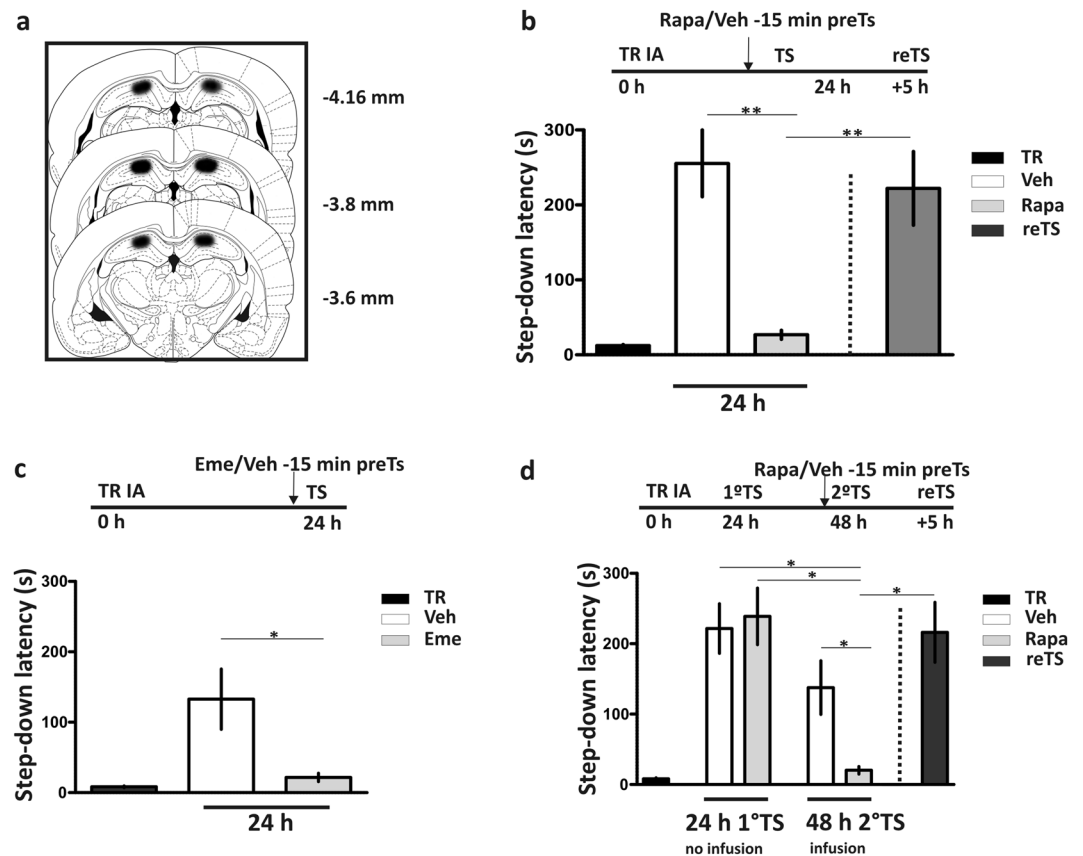 a
-4.16 mm
-3.8 mm
-3.6 mm
b
Rapa/Veh -15 min preTs
TR IA TS reTS
0 h 24 h +5 h
** **
Step-down latency (s)
300
200
100
0
24 h
TR
Veh
Rapa
reTS
c
Eme/Veh -15 min preTs
TR IA TS
0 h 24 h
*
Step-down latency (s)
300
200
100
0
24 h
TR
Veh
Eme
d
Rapa/Veh -15 min preTs
TR IA 1ºTS 2ºTS reTS
0 h 24 h 48 h +5 h
*
*
*
*
Step-down latency (s)
300
200
100
0
24 h 1°TS 48 h 2°TS
no infusion infusion
TR
Veh
Rapa
reTS